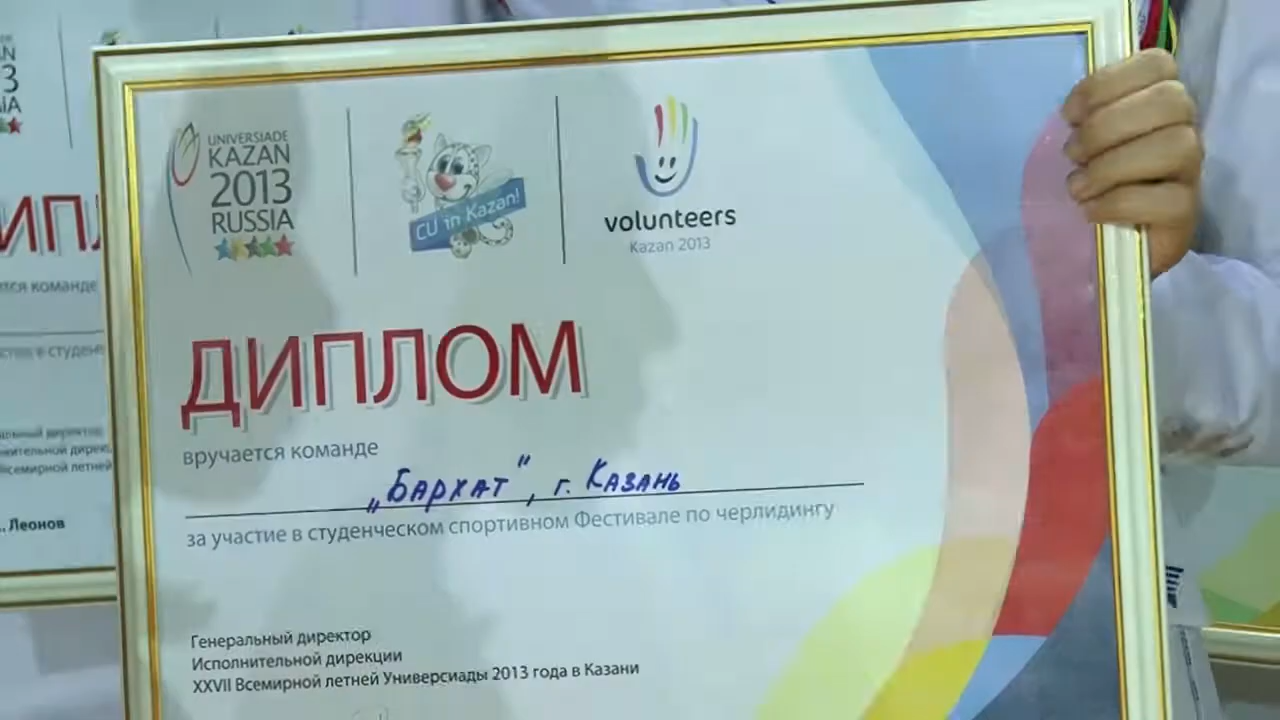 UNIVERSIADE
KAZAN
2013
RUSSIA
CU in Kazan!
volunteers
Kazan 2013
ДИПЛОМ
вручается команде
„Бархат", г. Казань
за участие в студенческом спортивном Фестивале по черлидингу
Генеральный директор
Исполнительной дирекции
XXVII Всемирной летней Универсиады 2013 года в Казани
команде
Леонов